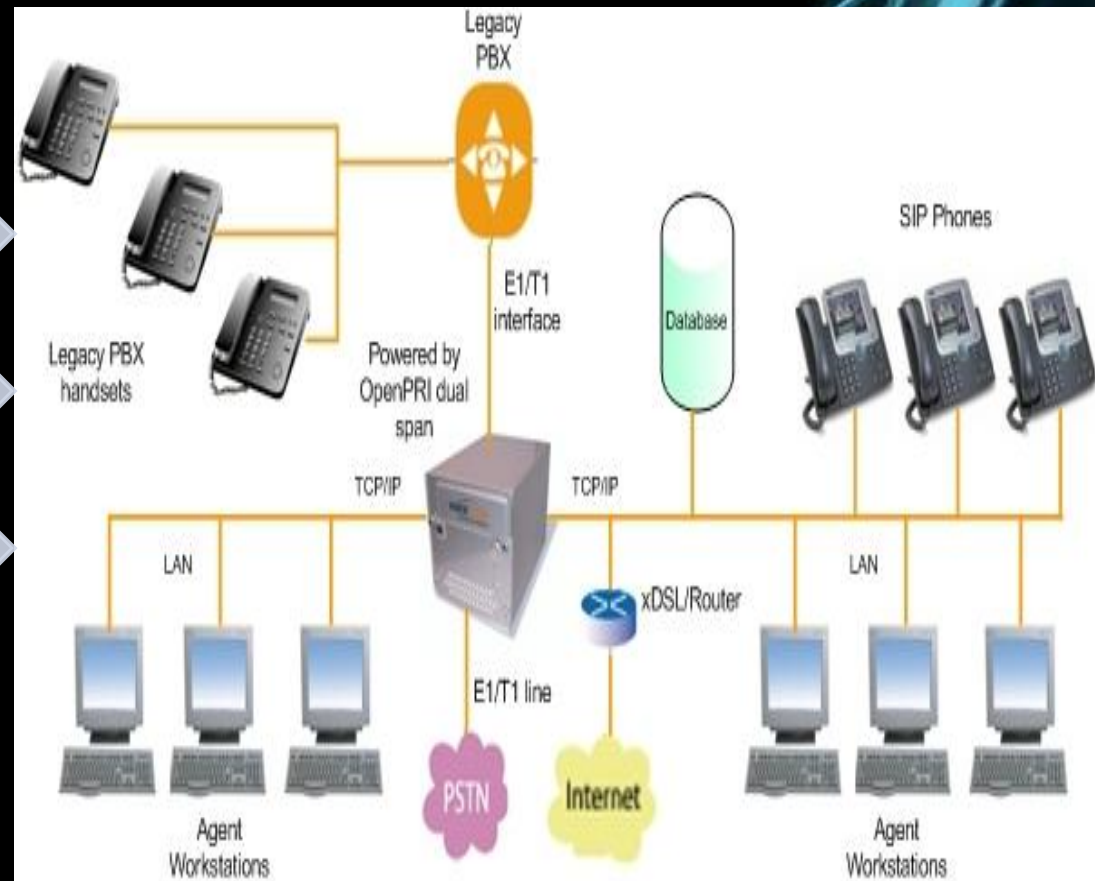 Legacy
PBX
SIP Phones
E1/T1
interface
Database
Legacy PBX
handsets
Powered by
OpenPRI dual
span
TCP/IP
TCP/IP
LAN
LAN
xDSL/Router
E1/T1 line
PSTN
Internet
Agent
Workstations
Agent
Workstations